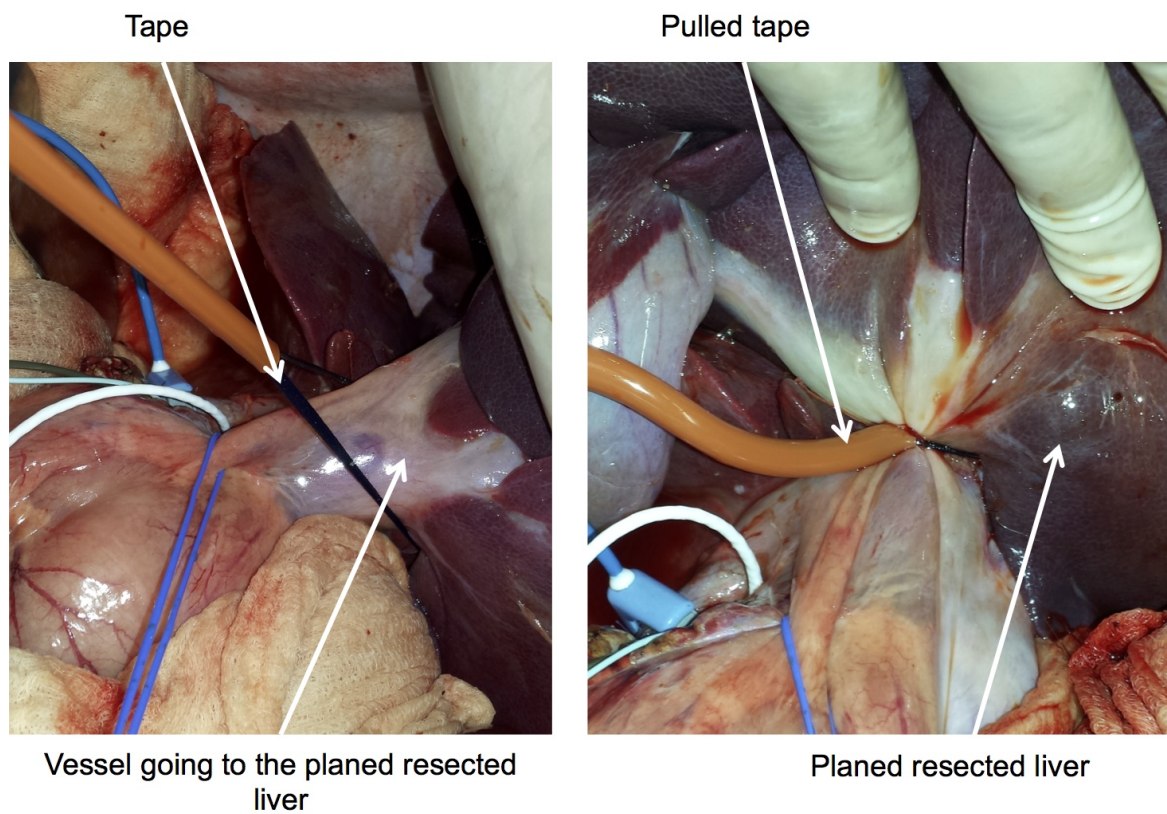 Tape
Pulled tape
Vessel going to the planed resected
liver
Planed resected liver